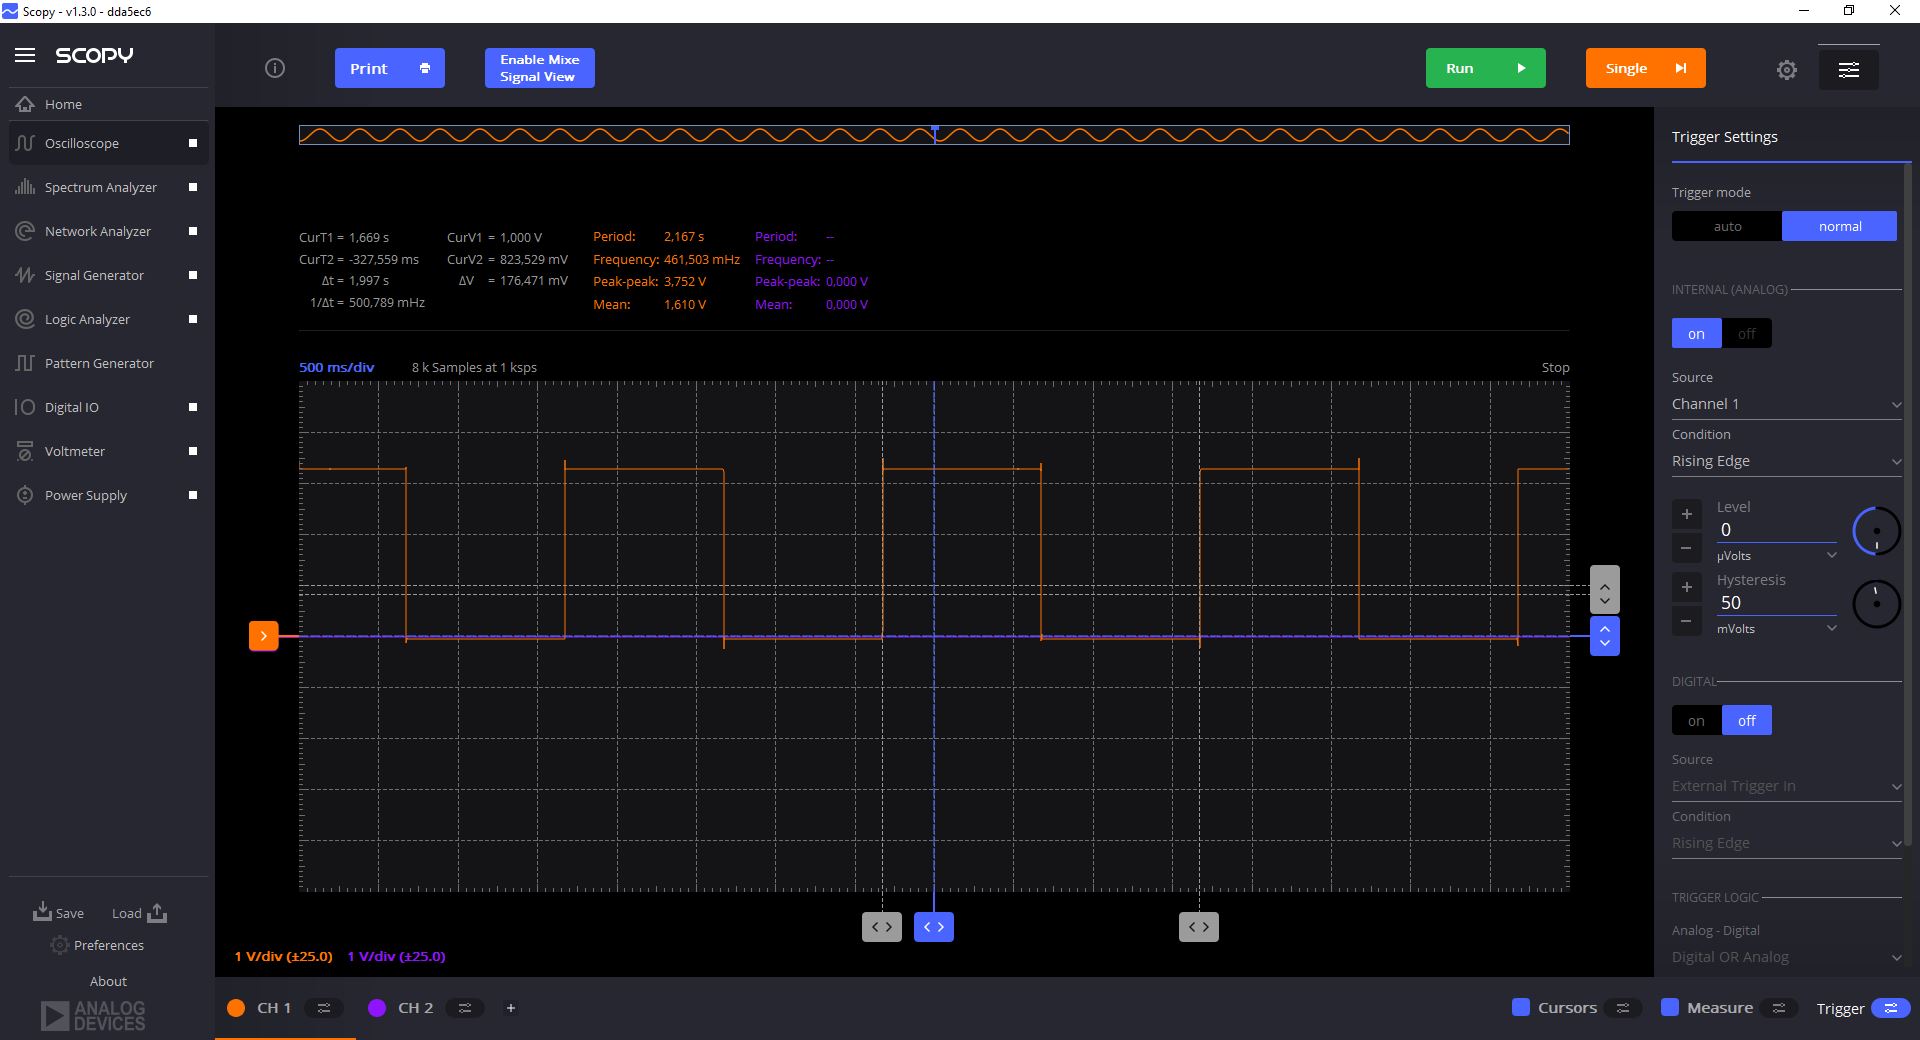 Scopy - v1.3.0 - dda5ec6
SCOPY
Home
Oscilloscope
Spectrum Analyzer
Network Analyzer
Signal Generator
Logic Analyzer
Pattern Generator
Digital IO
Voltmeter
Power Supply
Save
Load
Preferences
About
ANALOG
DEVICES
Print
Enable Mixe
Signal View
Run
Single
CurT1 = 1,669 s
CurT2 = -327,559 ms
Δt = 1,997 s
1/Δt = 500,789 mHz
CurV1 = 1,000 V
CurV2 = 823,529 mV
ΔV = 176,471 mV
Period: 2,167 s
Frequency: 461,503 mHz
Peak-peak: 3,752 V
Mean: 1,610 V
Period: --
Frequency: --
Peak-peak: 0,000 V
Mean: 0,000 V
500 ms/div
8 k Samples at 1 ksps
Stop
1 V/div (±25.0)
1 V/div (±25.0)
CH 1
CH 2
+
Cursors
Measure
Trigger
Trigger Settings
Trigger mode
auto
normal
INTERNAL (ANALOG)
on
off
Source
Channel 1
Condition
Rising Edge
+
Level
0
−
µVolts
+
Hysteresis
50
−
mVolts
DIGITAL
on
off
Source
External Trigger In
Condition
Rising Edge
TRIGGER LOGIC
Analog - Digital
Digital OR Analog